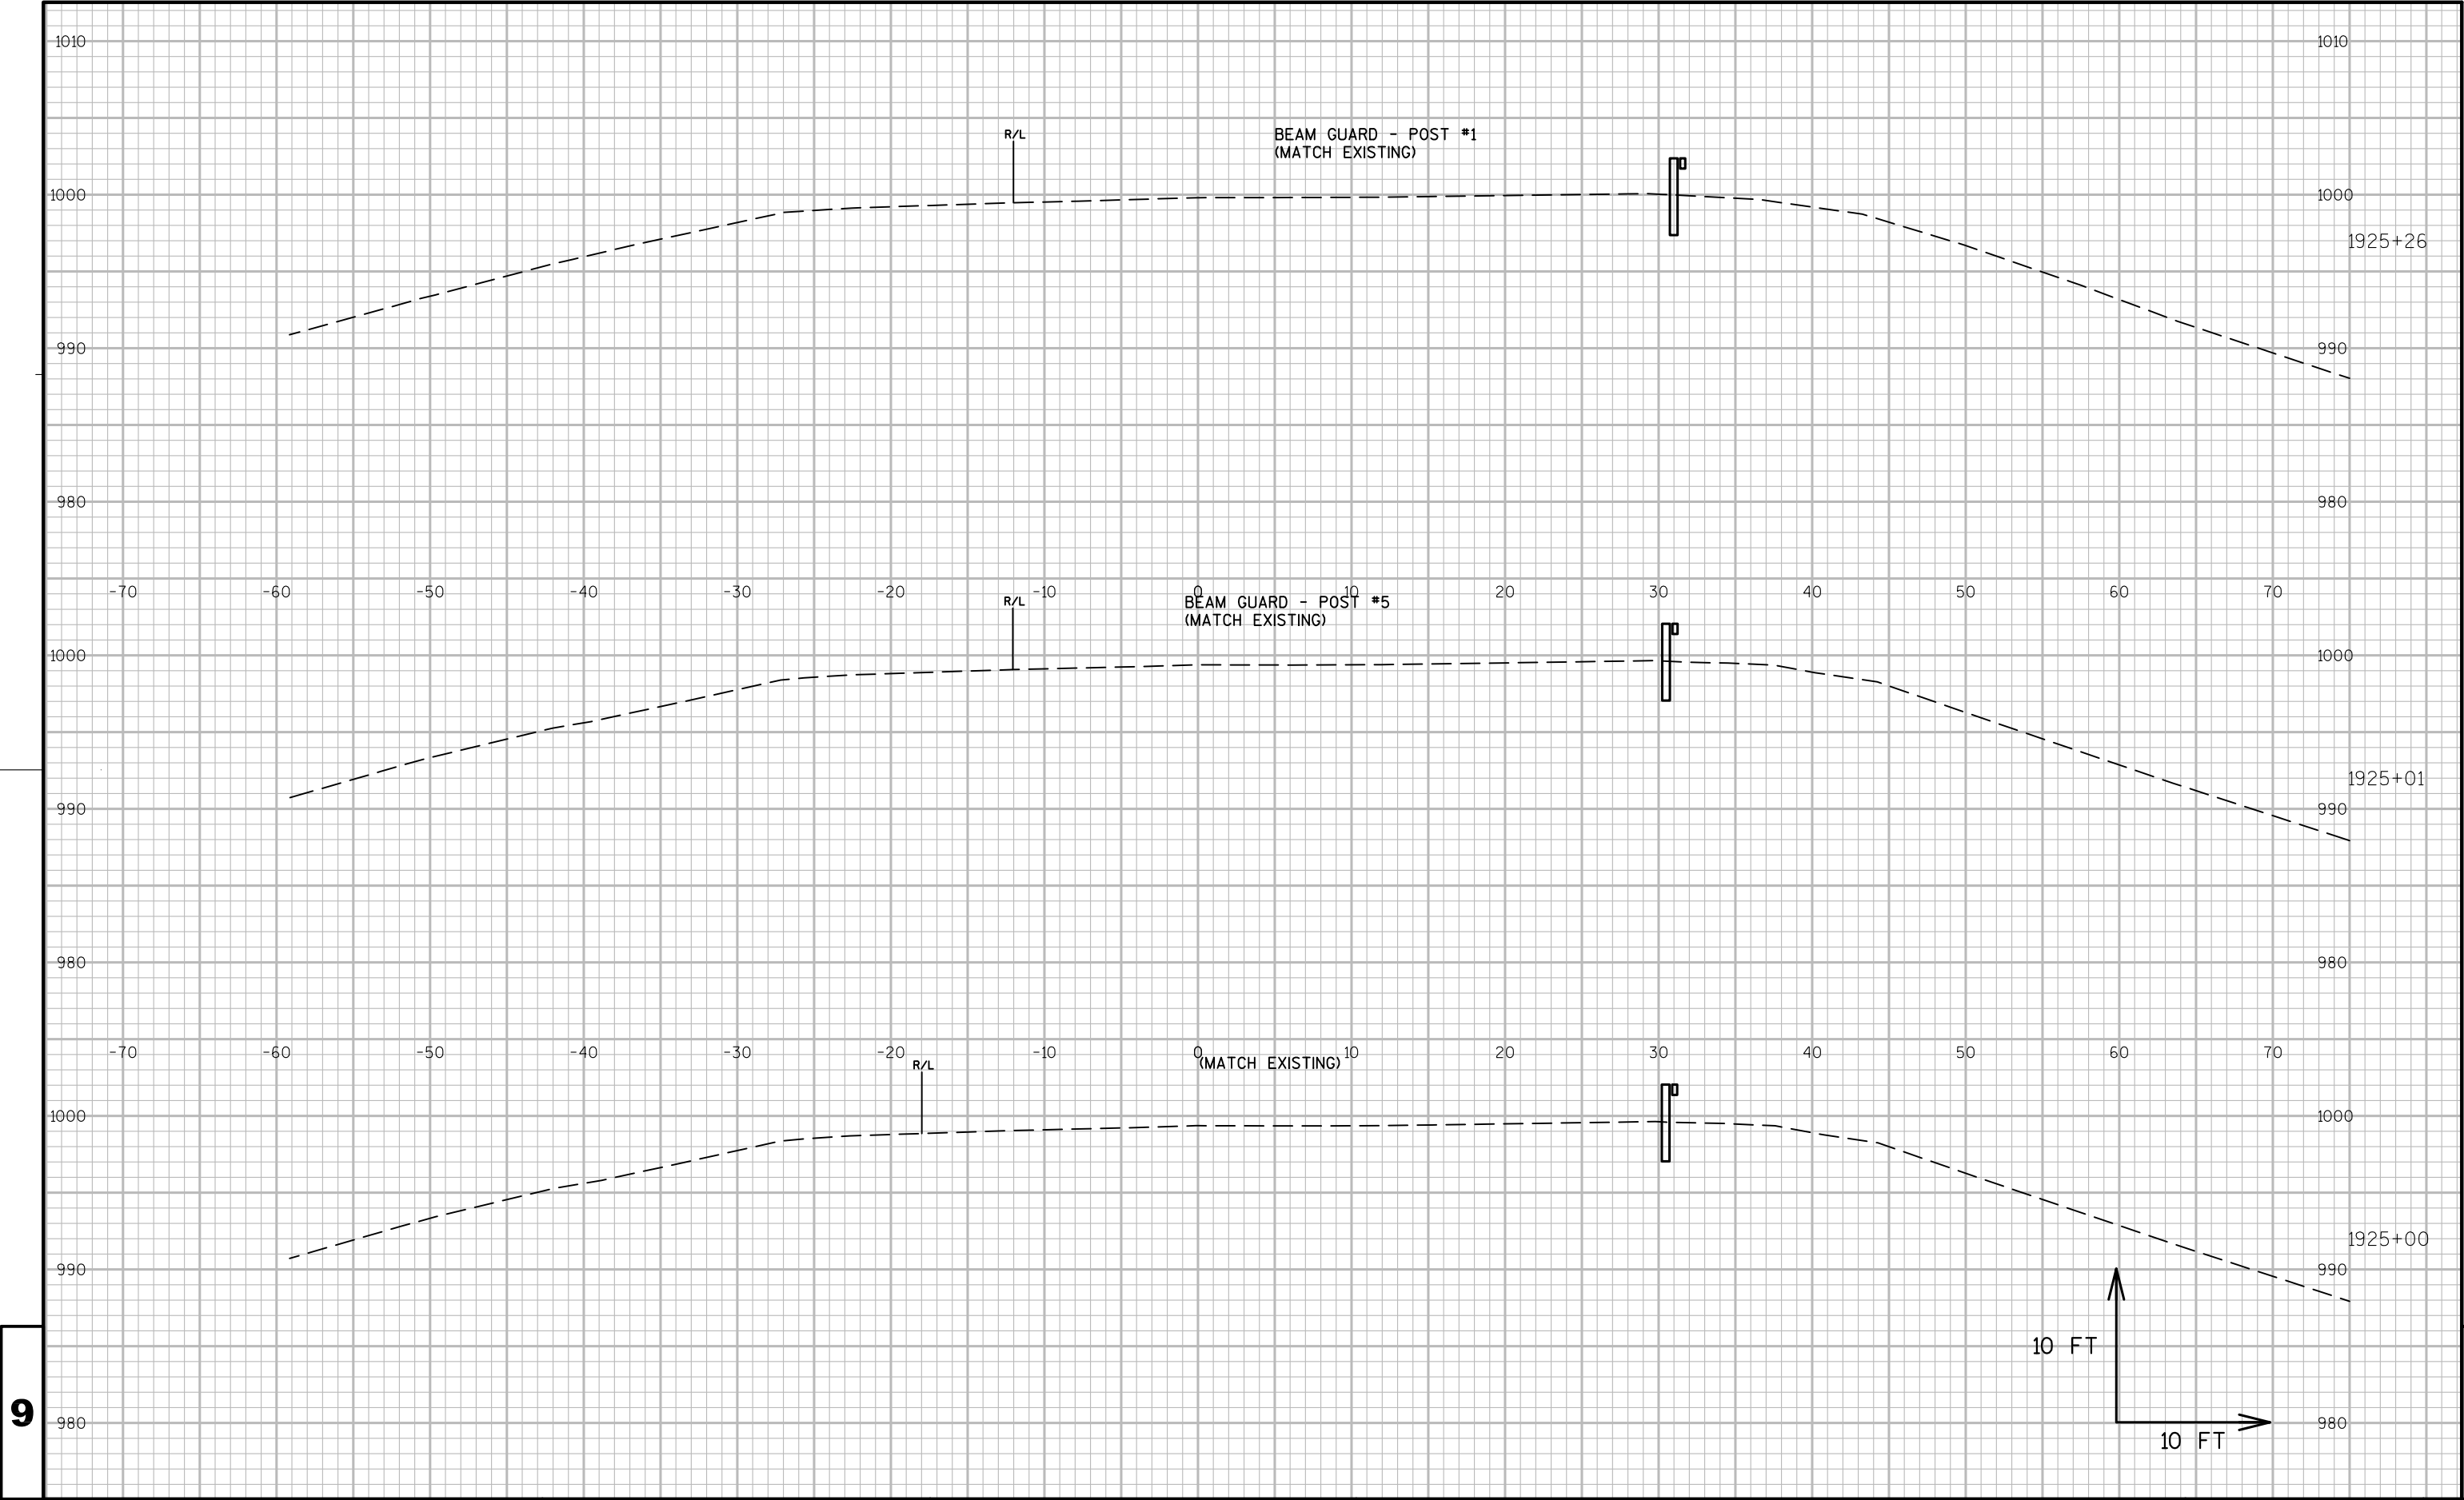 1010 1010
R/L BEAM GUARD - POST #1
(MATCH EXISTING)
1000 1000
1925+26
990 990
980 980
-70 -60 -50 -40 -30 -20 -10 0 10 20 30 40 50 60 70
R/L BEAM GUARD - POST #5
(MATCH EXISTING)
1000 1000
1925+01
990 990
980 980
-70 -60 -50 -40 -30 -20 -10 0 10 20 30 40 50 60 70
R/L (MATCH EXISTING)
1000 1000
1925+00
990 990
10 FT
9
980 980
10 FT